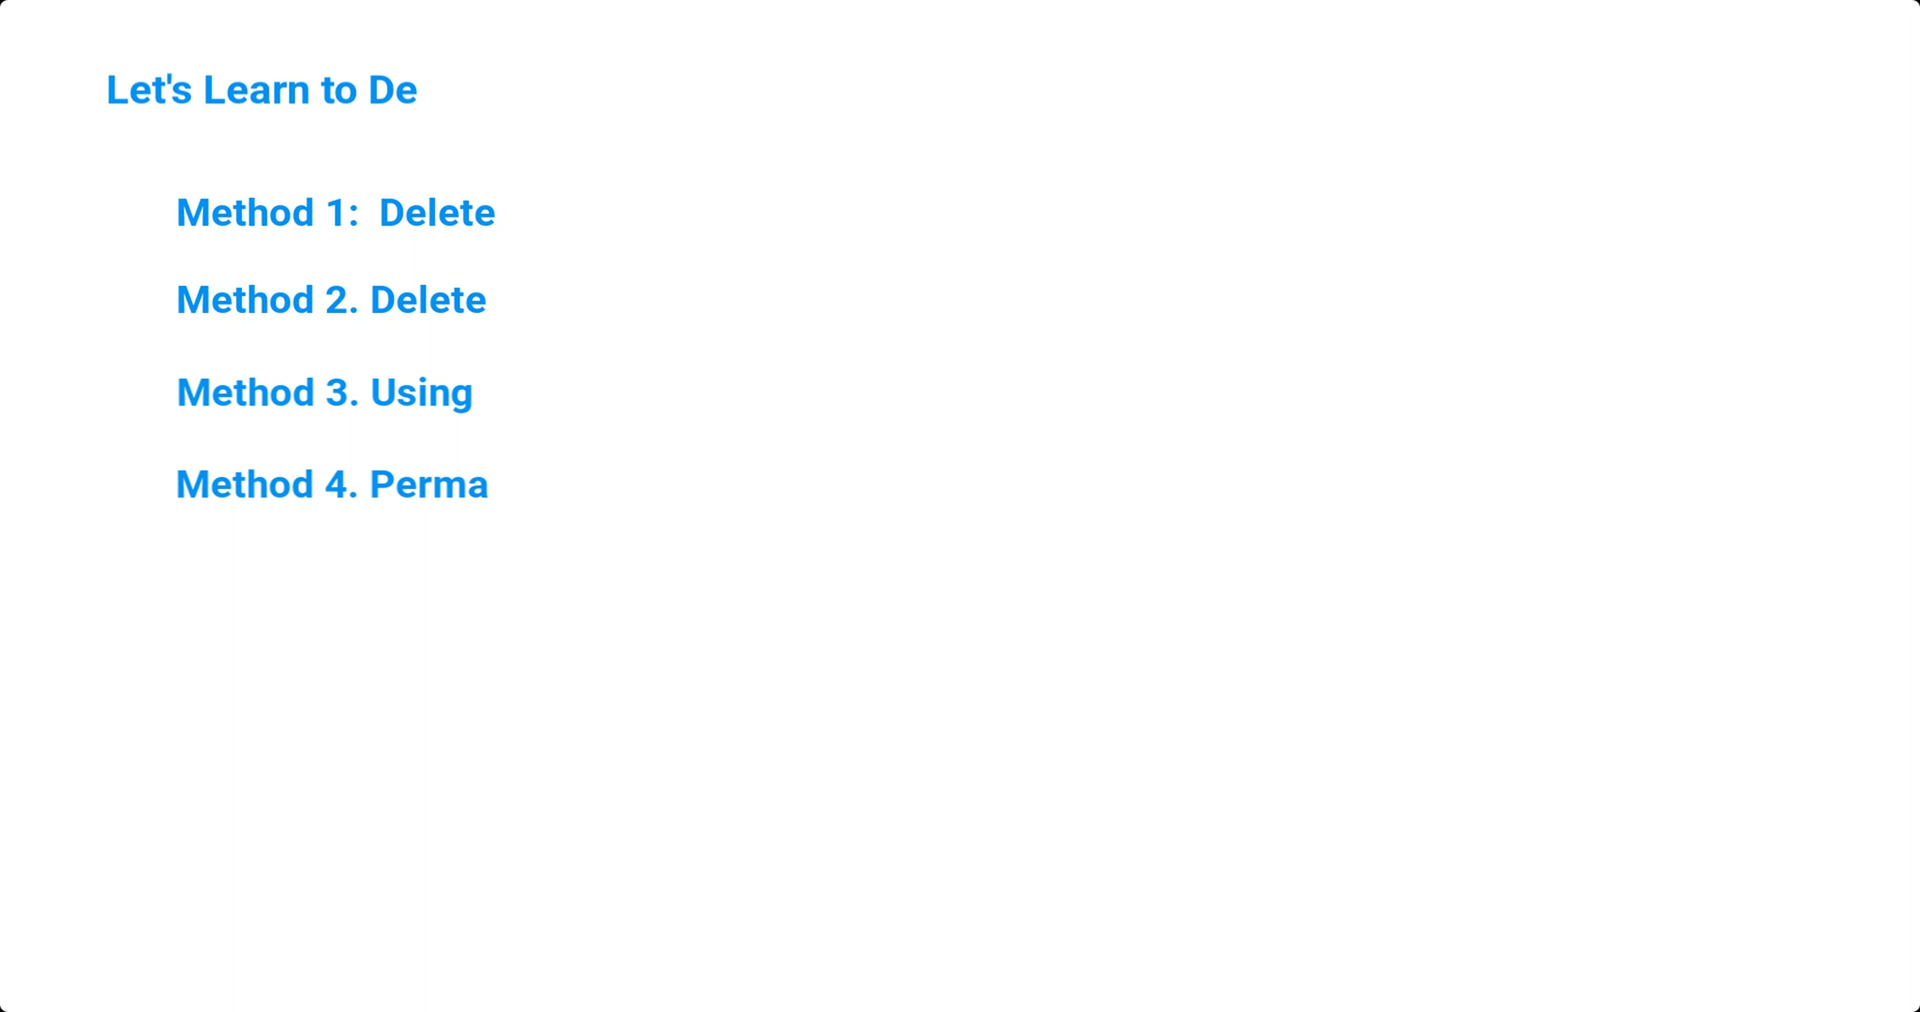 Let's Learn to De
Method 1:  Delete
Method 2. Delete
Method 3. Using
Method 4. Perma